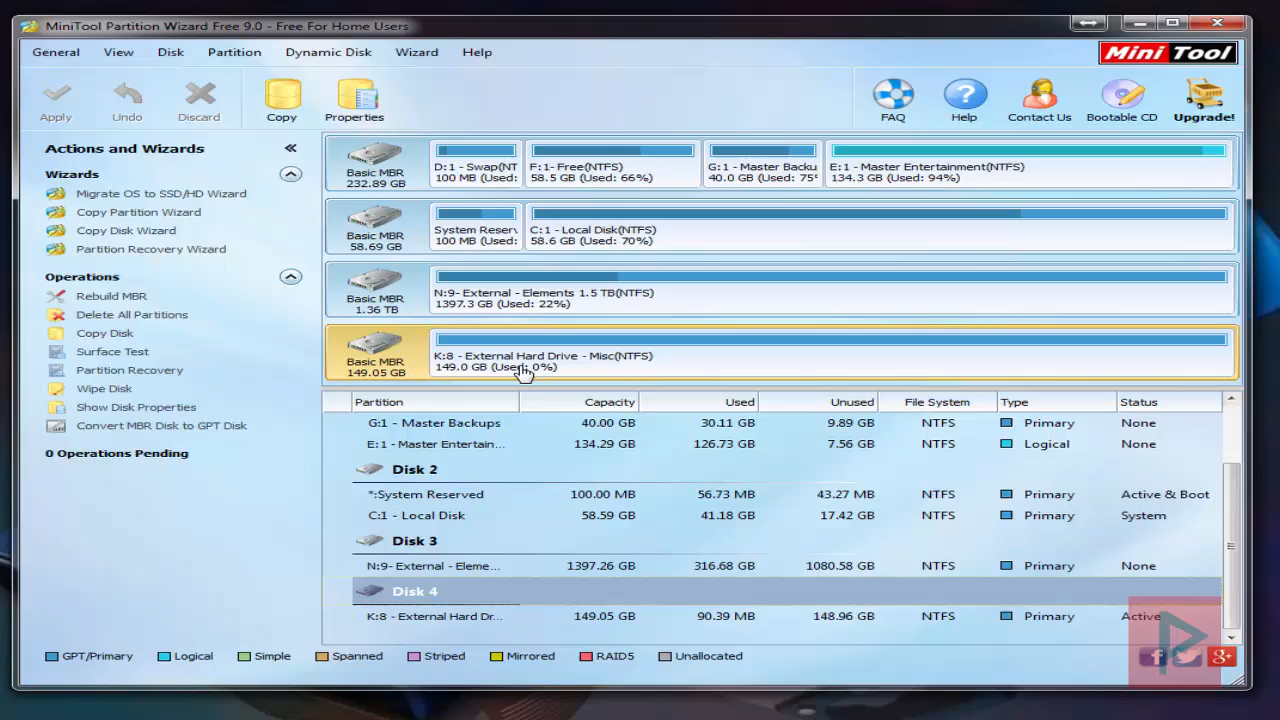 MiniTool Partition Wizard Free 9.0 - Free For Home Users
General View Disk Partition Dynamic Disk Wizard Help
Mini Tool
Apply Undo Discard Copy Properties FAQ Help Contact Us Bootable CD Upgrade!
Actions and Wizards
Wizards
Migrate OS to SSD/HD Wizard
Copy Partition Wizard
Copy Disk Wizard
Partition Recovery Wizard
Operations
Rebuild MBR
Delete All Partitions
Copy Disk
Surface Test
Partition Recovery
Wipe Disk
Show Disk Properties
Convert MBR Disk to GPT Disk
0 Operations Pending
Basic MBR
232.89 GB
D:1 - Swap(NT
100 MB (Used:
F:1-Free(NTFS)
58.5 GB (Used: 66%)
G:1 - Master Backu
40.0 GB (Used: 75%
E:1 - Master Entertainment(NTFS)
134.3 GB (Used: 94%)
Basic MBR
58.69 GB
System Reserv
100 MB (Used:
C:1 - Local Disk(NTFS)
58.6 GB (Used: 70%)
Basic MBR
1.36 TB
N:9- External - Elements 1.5 TB(NTFS)
1397.3 GB (Used: 22%)
Basic MBR
149.05 GB
K:8 - External Hard Drive - Misc(NTFS)
149.0 GB (Used: 0%)
Partition Capacity Used Unused File System Type Status
G:1 - Master Backups 40.00 GB 30.11 GB 9.89 GB NTFS Primary None
E:1 - Master Entertain... 134.29 GB 126.73 GB 7.56 GB NTFS Logical None
Disk 2
*:System Reserved 100.00 MB 56.73 MB 43.27 MB NTFS Primary Active & Boot
C:1 - Local Disk 58.59 GB 41.18 GB 17.42 GB NTFS Primary System
Disk 3
N:9- External - Eleme... 1397.26 GB 316.68 GB 1080.58 GB NTFS Primary None
Disk 4
K:8 - External Hard Dr... 149.05 GB 90.39 MB 148.96 GB NTFS Primary Active
GPT/Primary Logical Simple Spanned Striped Mirrored RAID5 Unallocated
f g+